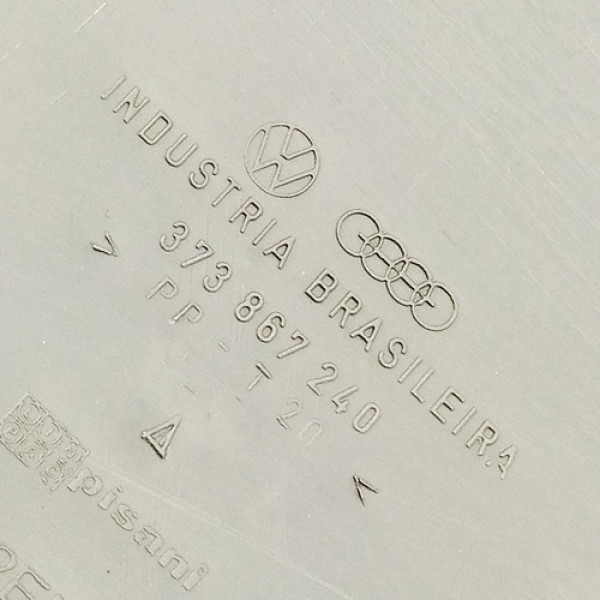 INDUSTRIA BRASILEIRA
373 867 240
PP - T 20
pisani